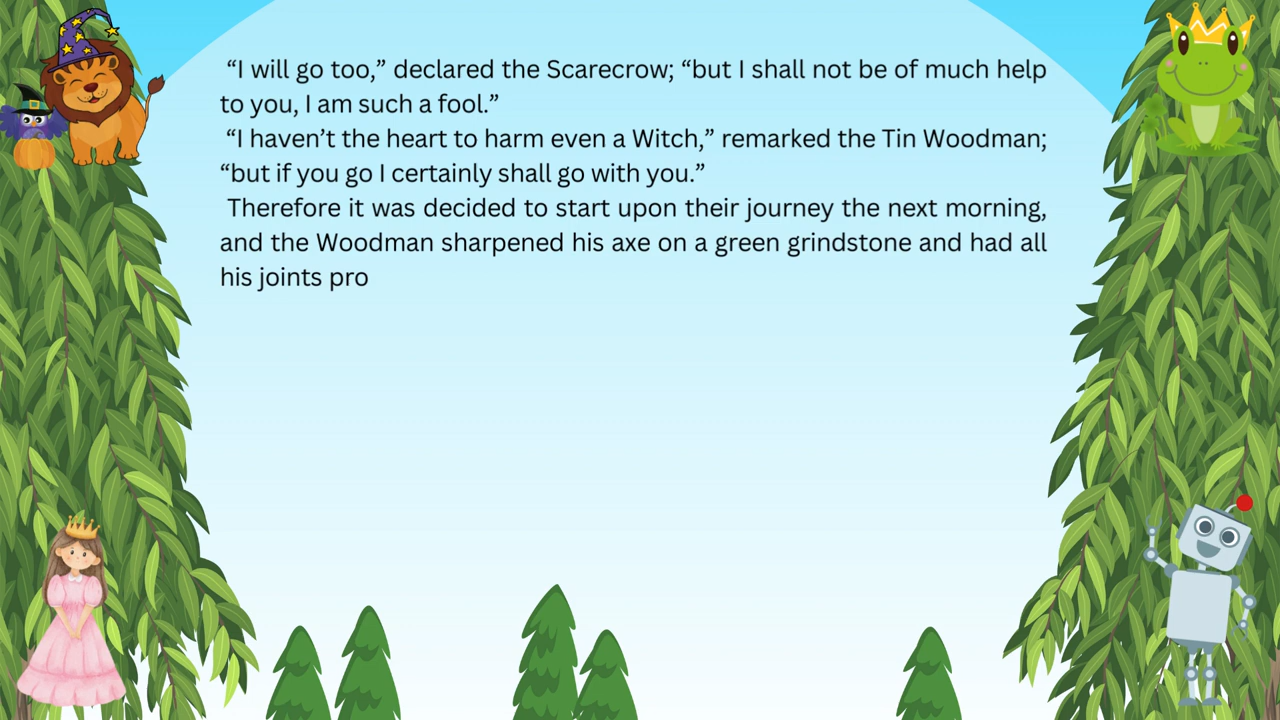 “I will go too,” declared the Scarecrow; “but I shall not be of much help
to you, I am such a fool.”
“I haven’t the heart to harm even a Witch,” remarked the Tin Woodman;
“but if you go I certainly shall go with you.”
Therefore it was decided to start upon their journey the next morning,
and the Woodman sharpened his axe on a green grindstone and had all
his joints pro